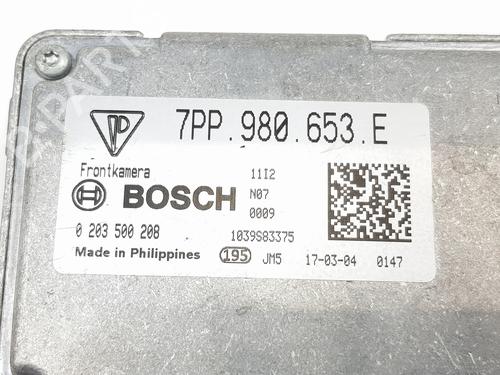 7PP.980.653.E
Frontkamera
11I2
BOSCH
N07
0009
0 203 500 208
1039S83375
Made in Philippines
195
JM5
17-03-04
0147
B-PARTS